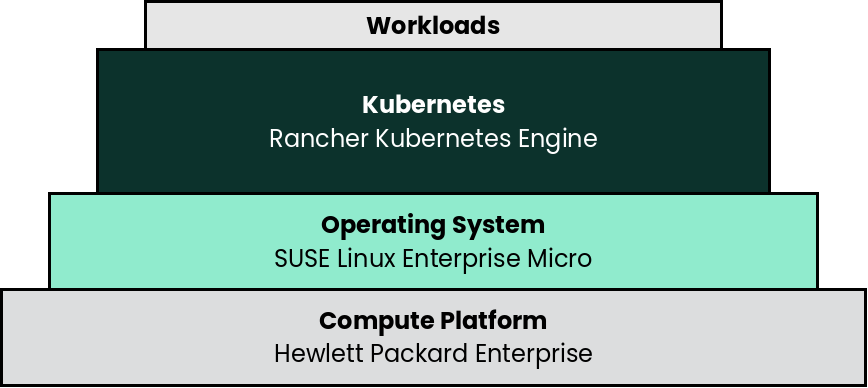 Workloads
Kubernetes
Rancher Kubernetes Engine
Operating System
SUSE Linux Enterprise Micro
Compute Platform
Hewlett Packard Enterprise